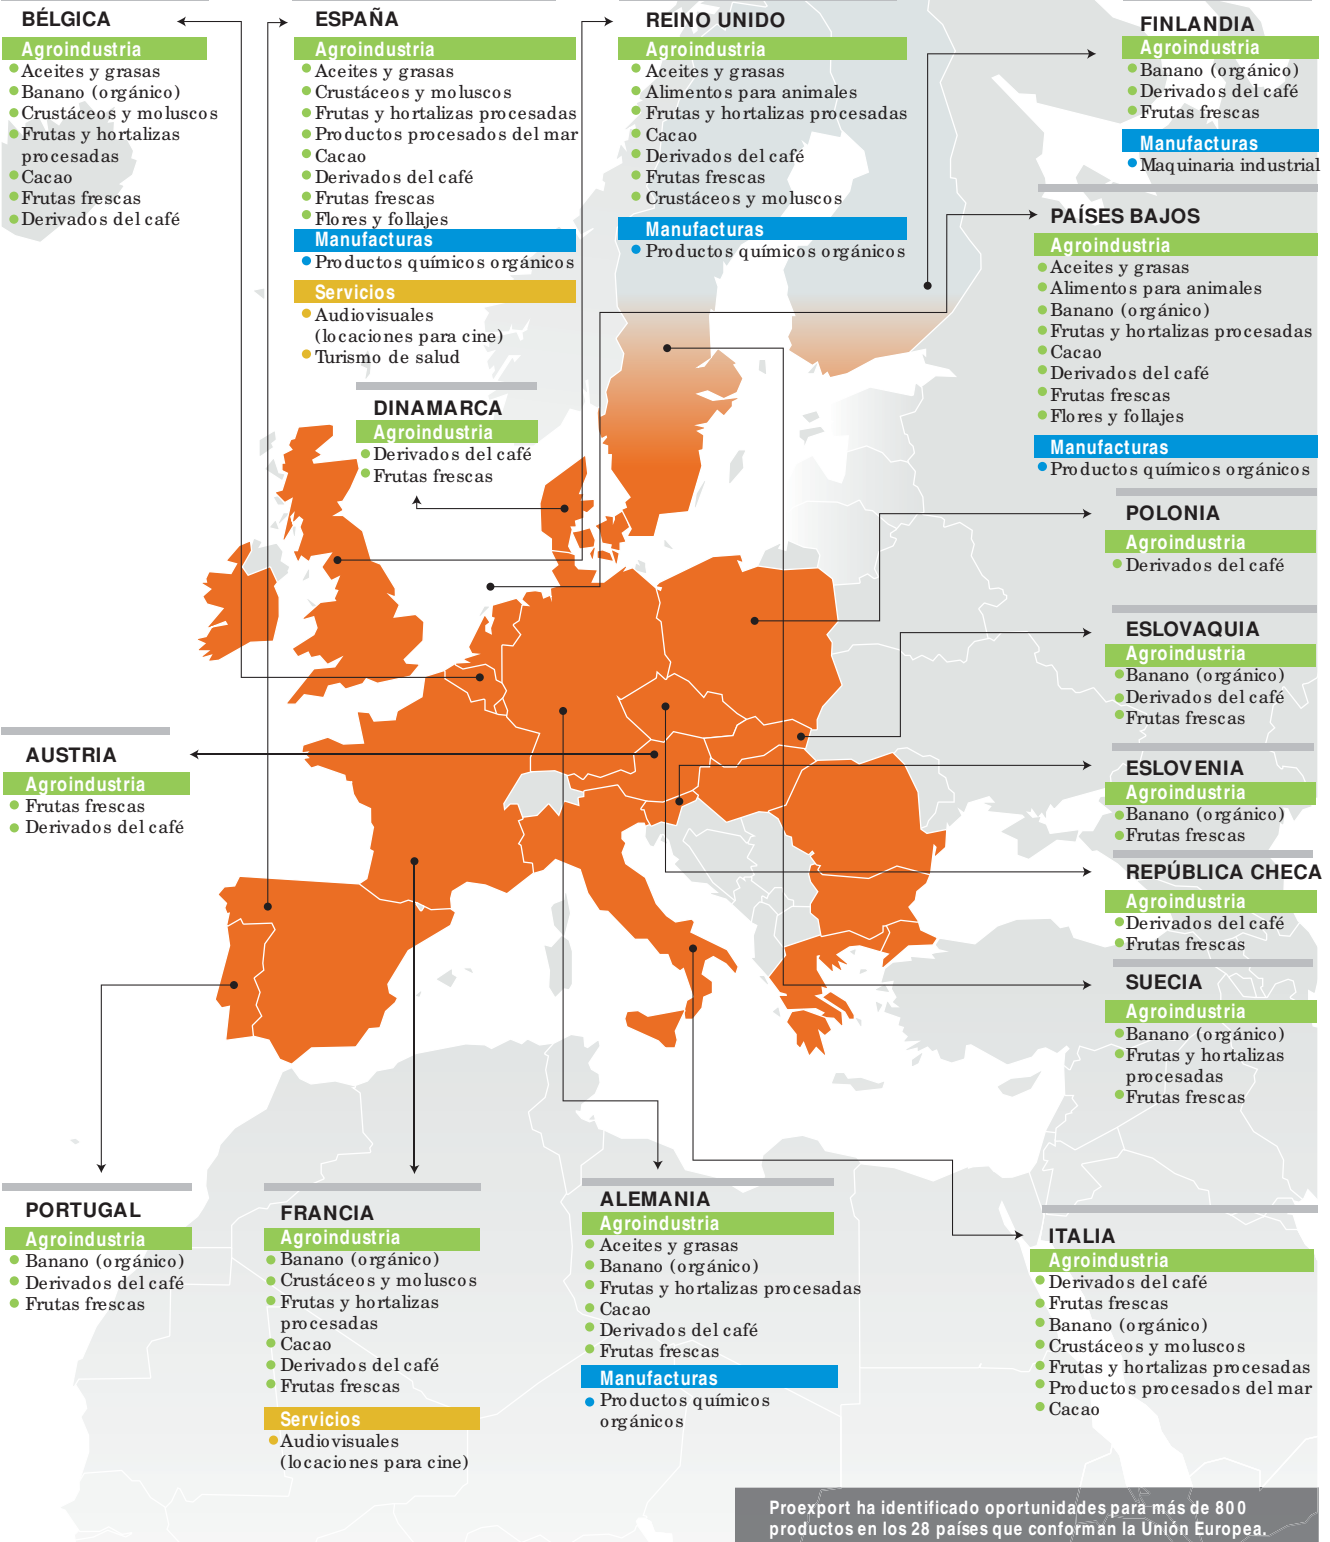 BÉLGICA
Agroindustria
Aceites y grasas
Banano (orgánico)
Crustáceos y moluscos
Frutas y hortalizas
procesadas
Cacao
Frutas frescas
Derivados del café
ESPAÑA
Agroindustria
Aceites y grasas
Crustáceos y moluscos
Frutas y hortalizas procesadas
Productos procesados del mar
Cacao
Derivados del café
Frutas frescas
Flores y follajes
Manufacturas
Productos químicos orgánicos
Servicios
Audiovisuales
(locaciones para cine)
Turismo de salud
REINO UNIDO
Agroindustria
Aceites y grasas
Alimentos para animales
Frutas y hortalizas procesadas
Cacao
Derivados del café
Frutas frescas
Crustáceos y moluscos
Manufacturas
Productos químicos orgánicos
FINLANDIA
Agroindustria
Banano (orgánico)
Derivados del café
Frutas frescas
Manufacturas
Maquinaria industrial
PAÍSES BAJOS
Agroindustria
Aceites y grasas
Alimentos para animales
Banano (orgánico)
Frutas y hortalizas procesadas
Cacao
Derivados del café
Frutas frescas
Flores y follajes
Manufacturas
Productos químicos orgánicos
DINAMARCA
Agroindustria
Derivados del café
Frutas frescas
POLONIA
Agroindustria
Derivados del café
ESLOVAQUIA
Agroindustria
Banano (orgánico)
Derivados del café
Frutas frescas
AUSTRIA
Agroindustria
Frutas frescas
Derivados del café
ESLOVENIA
Agroindustria
Banano (orgánico)
Frutas frescas
REPÚBLICA CHECA
Agroindustria
Derivados del café
Frutas frescas
SUECIA
Agroindustria
Banano (orgánico)
Frutas y hortalizas
procesadas
Frutas frescas
PORTUGAL
Agroindustria
Banano (orgánico)
Derivados del café
Frutas frescas
FRANCIA
Agroindustria
Banano (orgánico)
Crustáceos y moluscos
Frutas y hortalizas
procesadas
Cacao
Derivados del café
Frutas frescas
Servicios
Audiovisuales
(locaciones para cine)
ALEMANIA
Agroindustria
Aceites y grasas
Banano (orgánico)
Frutas y hortalizas procesadas
Cacao
Derivados del café
Frutas frescas
Manufacturas
Productos químicos
orgánicos
ITALIA
Agroindustria
Derivados del café
Frutas frescas
Banano (orgánico)
Crustáceos y moluscos
Frutas y hortalizas procesadas
Productos procesados del mar
Cacao
Proexport ha identificado oportunidades para más de 800
productos en los 28 países que conforman la Unión Europea.